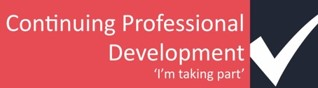 Continuing Professional
Development
‘I’m taking part’